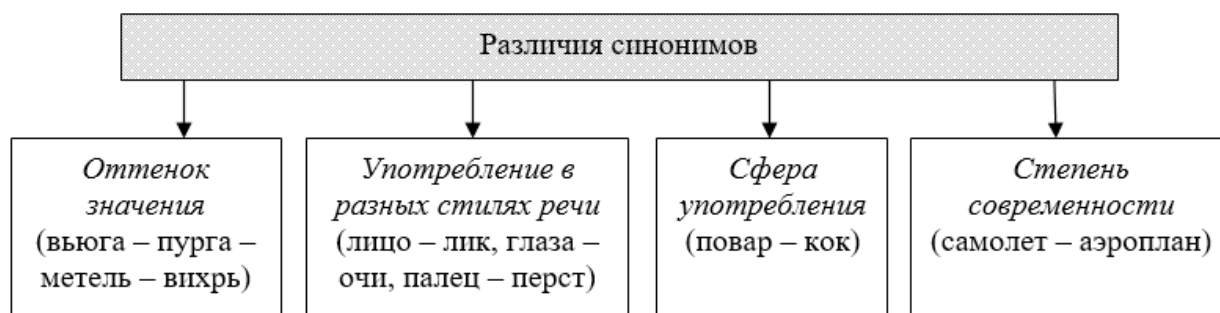 Различия синонимов
Оттенок
значения
(вьюга – пурга –
метель – вихрь)
Употребление в
разных стилях речи
(лицо – лик, глаза –
очи, палец – перст)
Сфера
употребления
(повар – кок)
Степень
современности
(самолет – аэроплан)